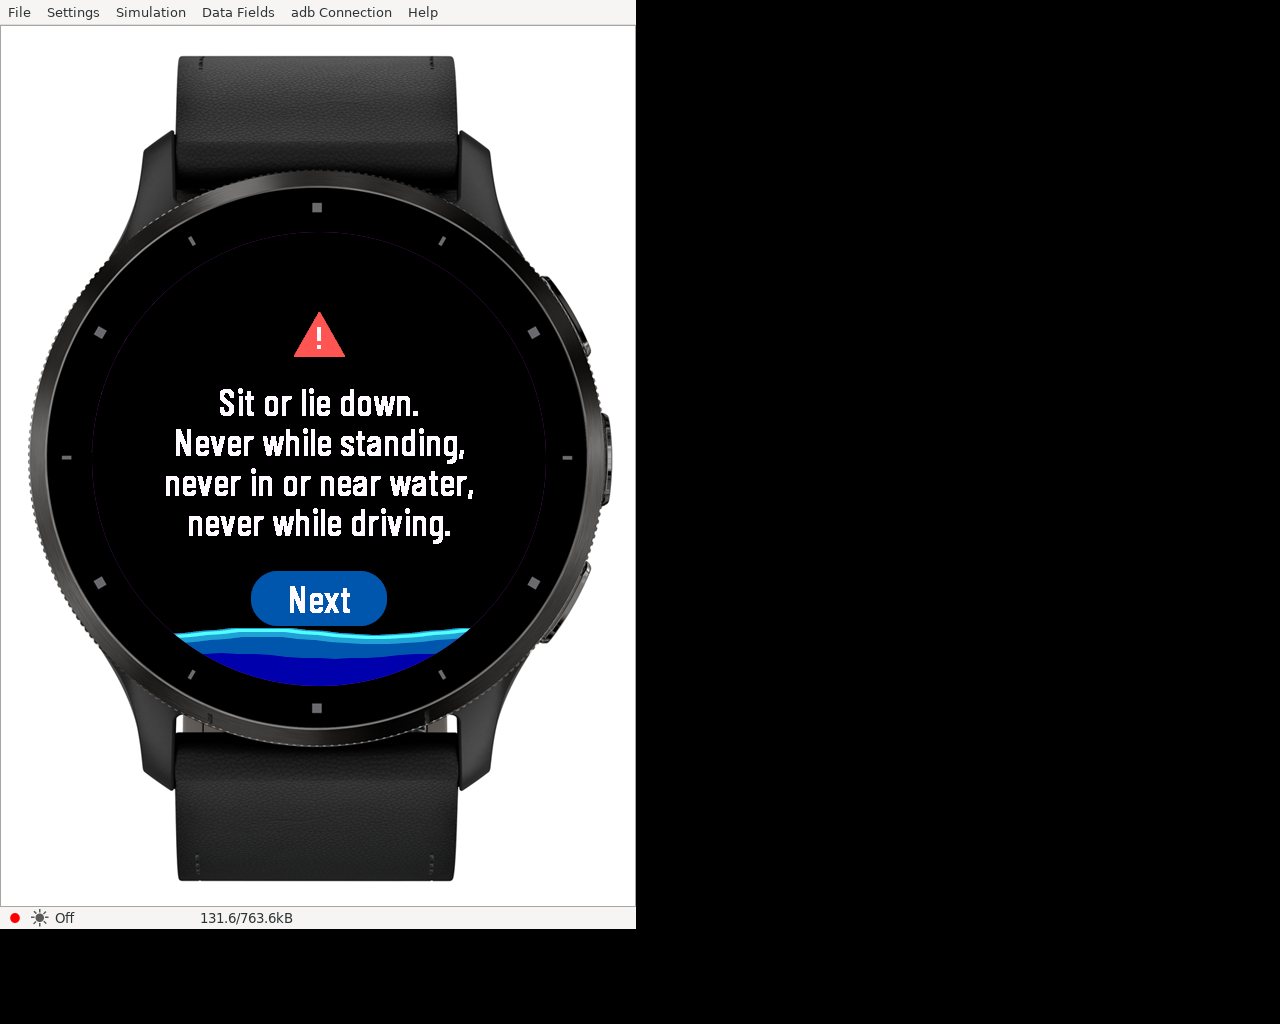 File Settings Simulation Data Fields adb Connection Help
!
Sit or lie down.
Never while standing,
never in or near water,
never while driving.
Next
Off 131.6/763.6kB